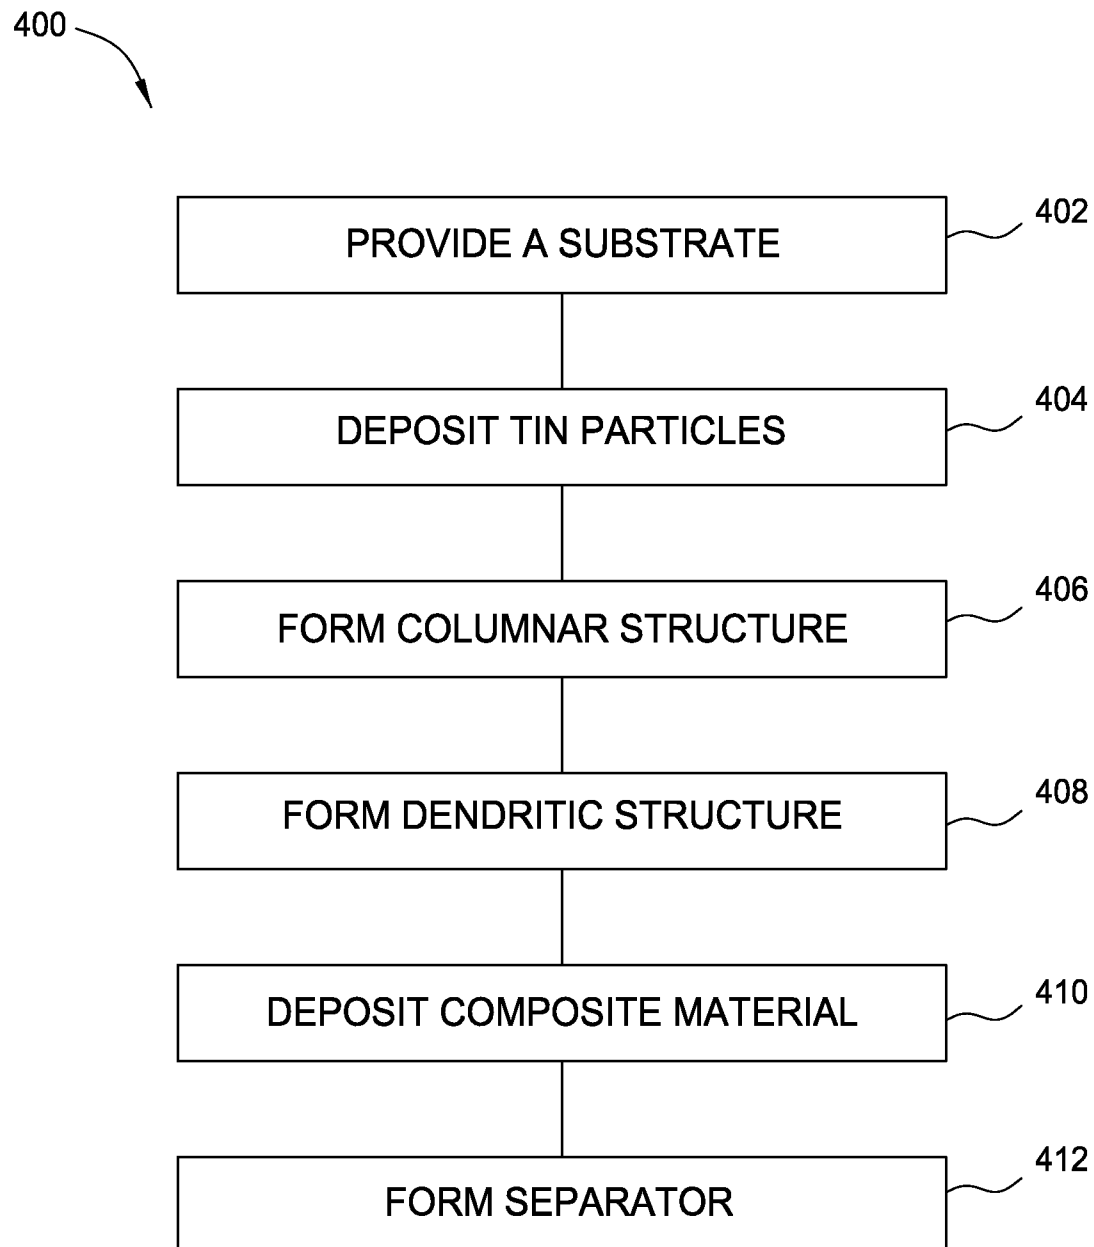 400
PROVIDE A SUBSTRATE
402
DEPOSIT TIN PARTICLES
404
FORM COLUMNAR STRUCTURE
406
FORM DENDRITIC STRUCTURE
408
DEPOSIT COMPOSITE MATERIAL
410
FORM SEPARATOR
412